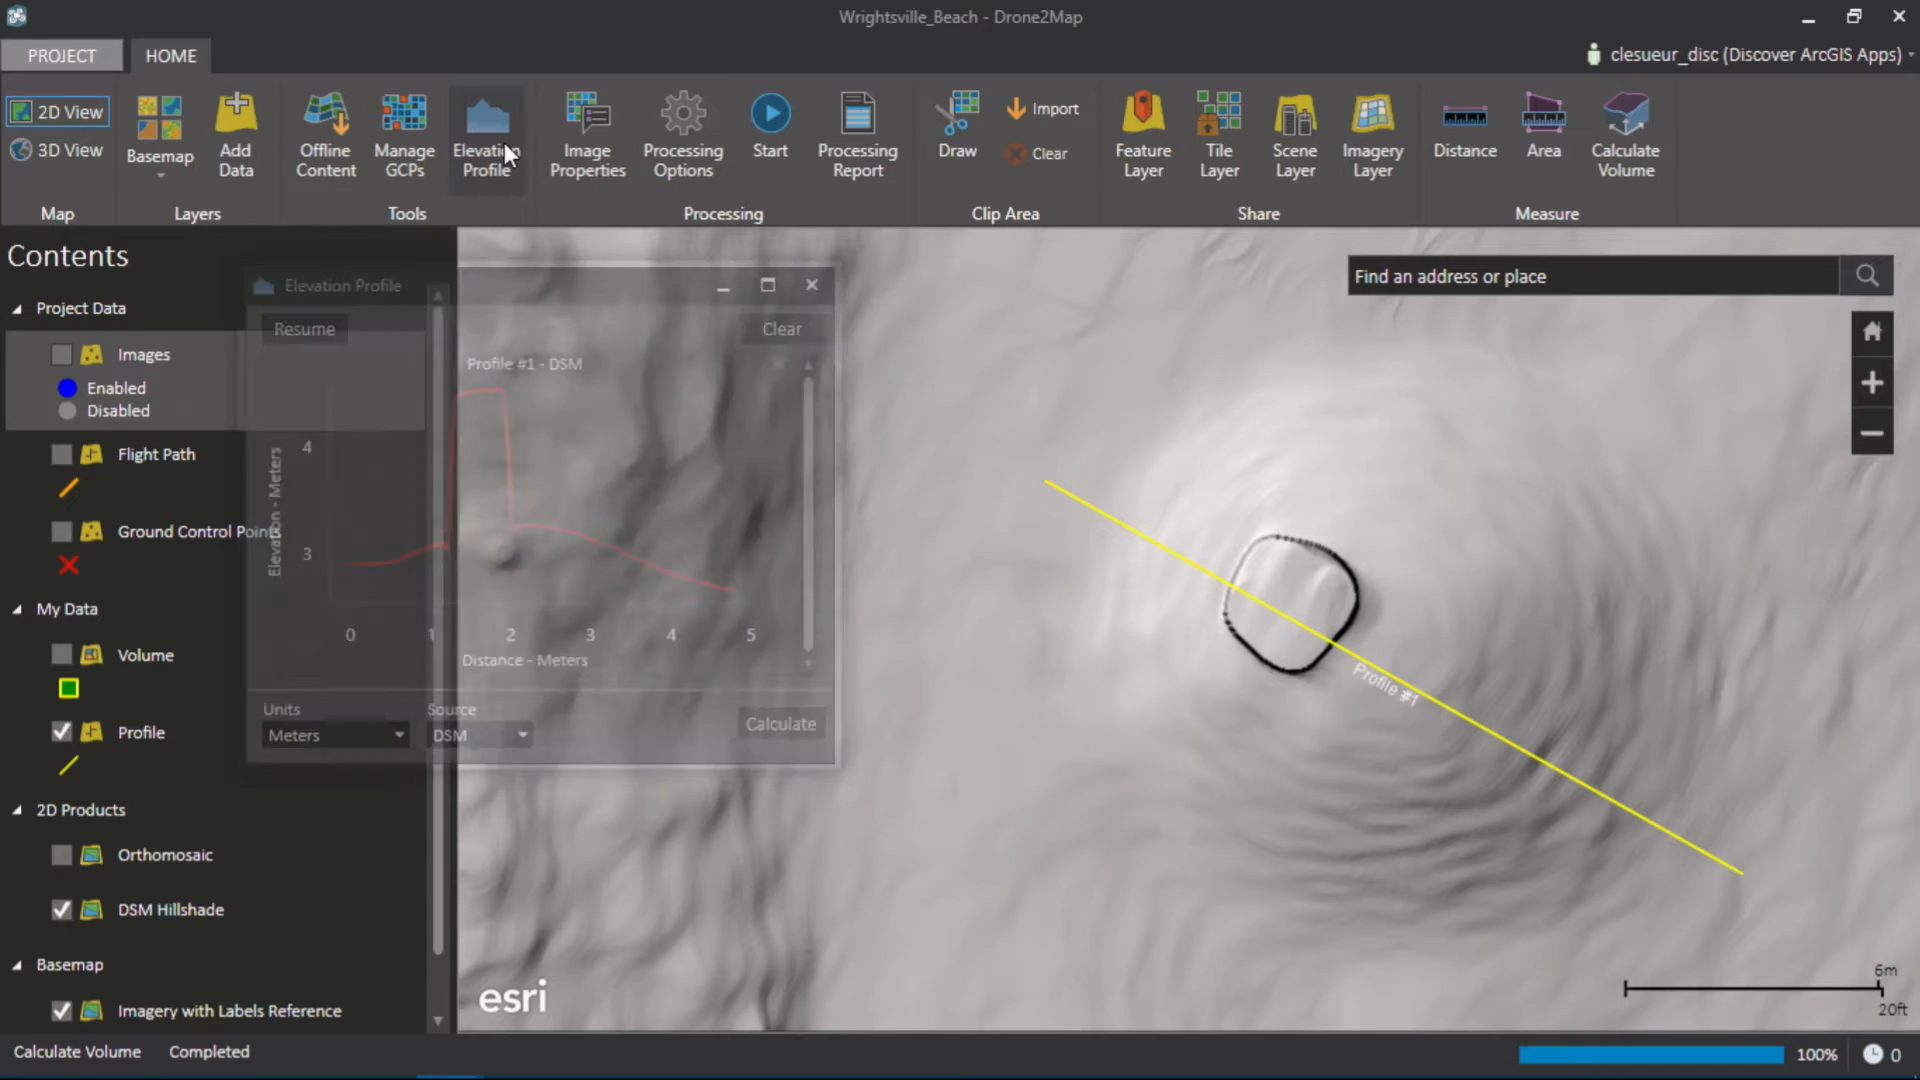 Wrightsville_Beach - Drone2Map
PROJECT
HOME
clesueur_disc (Discover ArcGIS Apps)
2D View
3D View
Basemap
Add
Data
Offline
Content
Manage
GCPs
Elevation
Profile
Image
Properties
Processing
Options
Start
Processing
Report
Draw
Import
Clear
Feature
Layer
Tile
Layer
Scene
Layer
Imagery
Layer
Distance
Area
Calculate
Volume
Map
Layers
Tools
Processing
Clip Area
Share
Measure
Contents
Project Data
Images
Enabled
Disabled
Flight Path
Ground Control Points
My Data
Volume
Profile
2D Products
Orthomosaic
DSM Hillshade
Basemap
Imagery with Labels Reference
Elevation Profile
Resume
Clear
Profile #1 - DSM
Elevation - Meters
4
3
0 1 2 3 4 5
Distance - Meters
Units
Meters
Source
DSM
Calculate
Find an address or place
Profile #1
esri
6m
20ft
Calculate Volume
Completed
100%
0